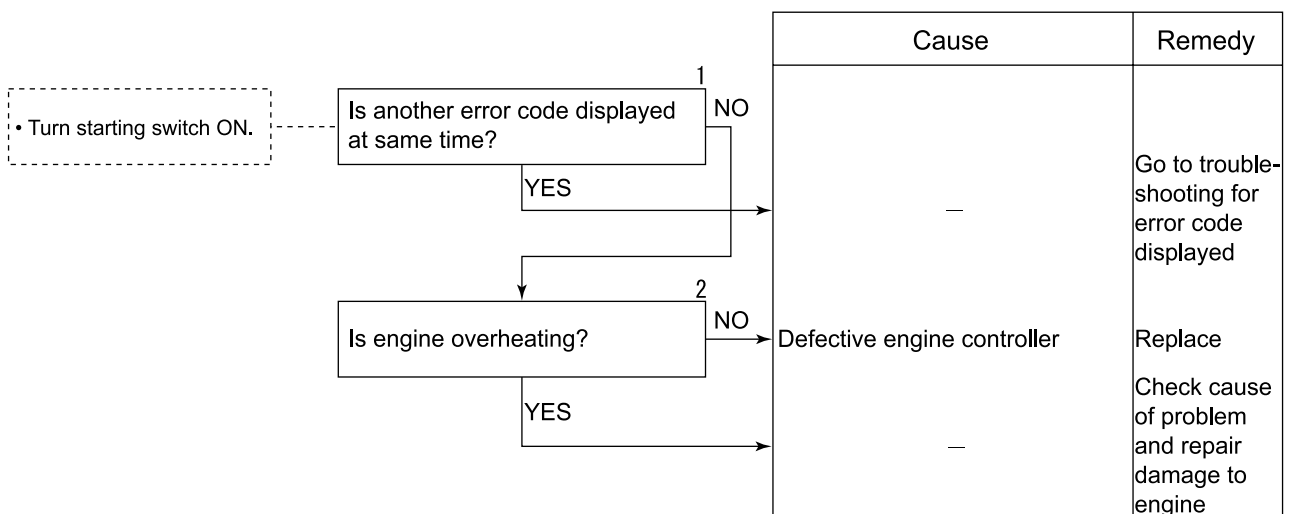 Cause
Remedy
• Turn starting switch ON.
1
Is another error code displayed
at same time?
NO
YES
—
Go to trouble-
shooting for
error code
displayed
2
Is engine overheating?
NO
Defective engine controller
Replace
YES
—
Check cause
of problem
and repair
damage to
engine